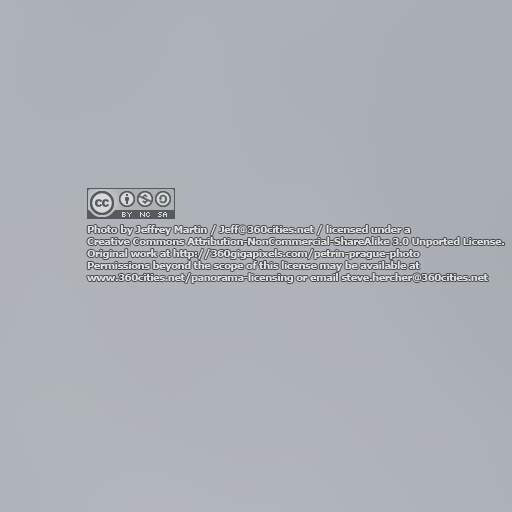 cc BY NC SA
Photo by Jeffrey Martin / Jeff@360cities.net / licensed under a
Creative Commons Attribution-NonCommercial-ShareAlike 3.0 Unported License.
Original work at http://360gigapixels.com/petrin-prague-photo
Permissions beyond the scope of this license may be available at
www.360cities.net/panorama-licensing or email steve.hercher@360cities.net